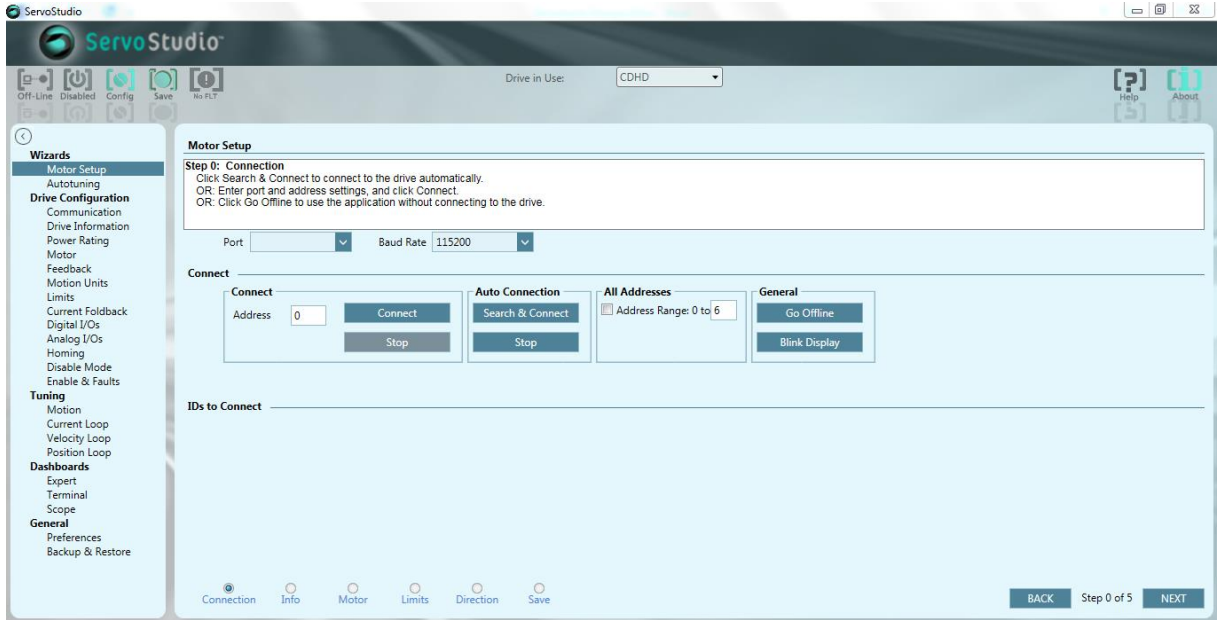 ServoStudio
ServoStudio™
Off-Line Disabled Config Save No FLT
Drive in Use: CDHD
Help About
Wizards
Motor Setup
Autotuning
Drive Configuration
Communication
Drive Information
Power Rating
Motor
Feedback
Motion Units
Limits
Current Foldback
Digital I/Os
Analog I/Os
Homing
Disable Mode
Enable & Faults
Tuning
Motion
Current Loop
Velocity Loop
Position Loop
Dashboards
Expert
Terminal
Scope
General
Preferences
Backup & Restore
Motor Setup
Step 0: Connection
Click Search & Connect to connect to the drive automatically.
OR: Enter port and address settings, and click Connect.
OR: Click Go Offline to use the application without connecting to the drive.
Port Baud Rate 115200
Connect
Connect
Address 0 Connect
Stop
Auto Connection
Search & Connect
Stop
All Addresses
Address Range: 0 to 6
General
Go Offline
Blink Display
IDs to Connect
Connection Info Motor Limits Direction Save
BACK Step 0 of 5 NEXT